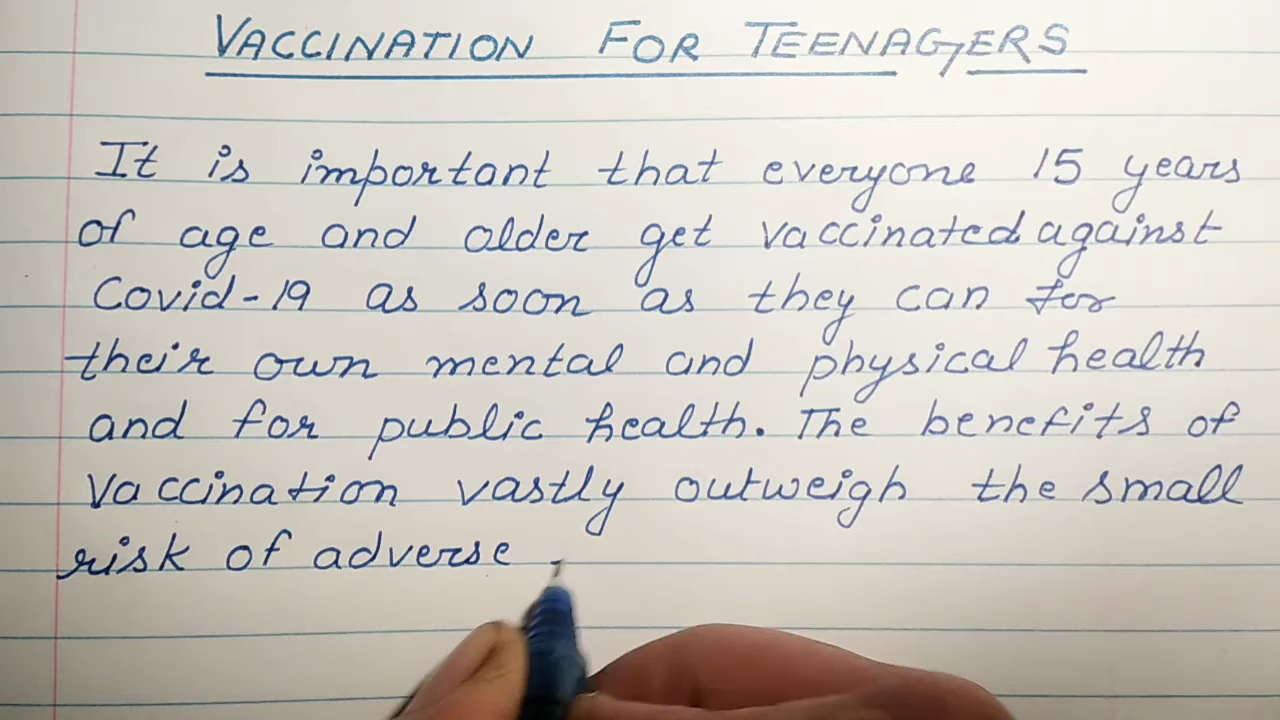 VACCINATION FOR TEENAGERS
It is important that everyone 15 years
of age and older get vaccinated against
Covid-19 as soon as they can for
their own mental and physical health
and for public health. The benefits of
vaccination vastly outweigh the small
risk of adverse